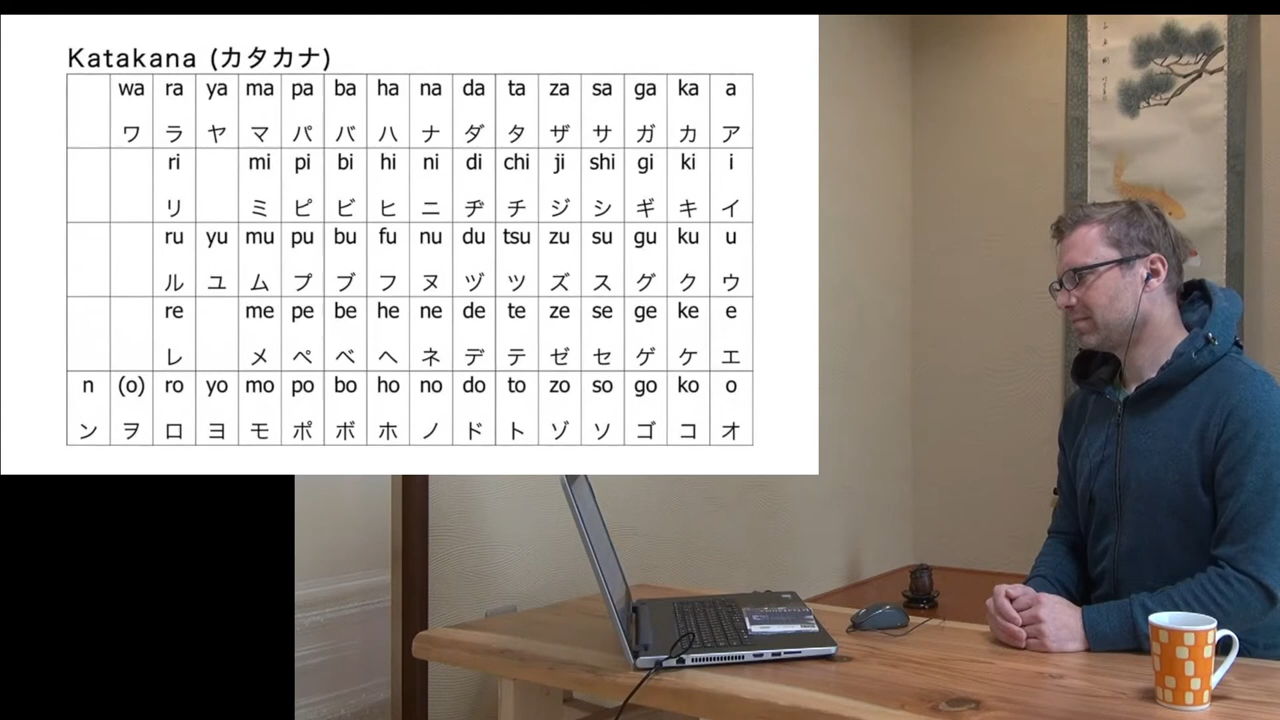 Katakana (カタカナ)
wa ra ya ma pa ba ha na da ta za sa ga ka a
ワ ラ ヤ マ パ バ ハ ナ ダ タ ザ サ ガ カ ア
ri mi pi bi hi ni di chi ji shi gi ki i
リ ミ ピ ビ ヒ ニ ヂ チ ジ シ ギ キ イ
ru yu mu pu bu fu nu du tsu zu su gu ku u
ル ユ ム プ ブ フ ヌ ヅ ツ ズ ス グ ク ウ
re me pe be he ne de te ze se ge ke e
レ メ ペ ベ ヘ ネ デ テ ゼ セ ゲ ケ エ
n (o) ro yo mo po bo ho no do to zo so go ko o
ン ヲ ロ ヨ モ ポ ボ ホ ノ ド ト ゾ ソ ゴ コ オ